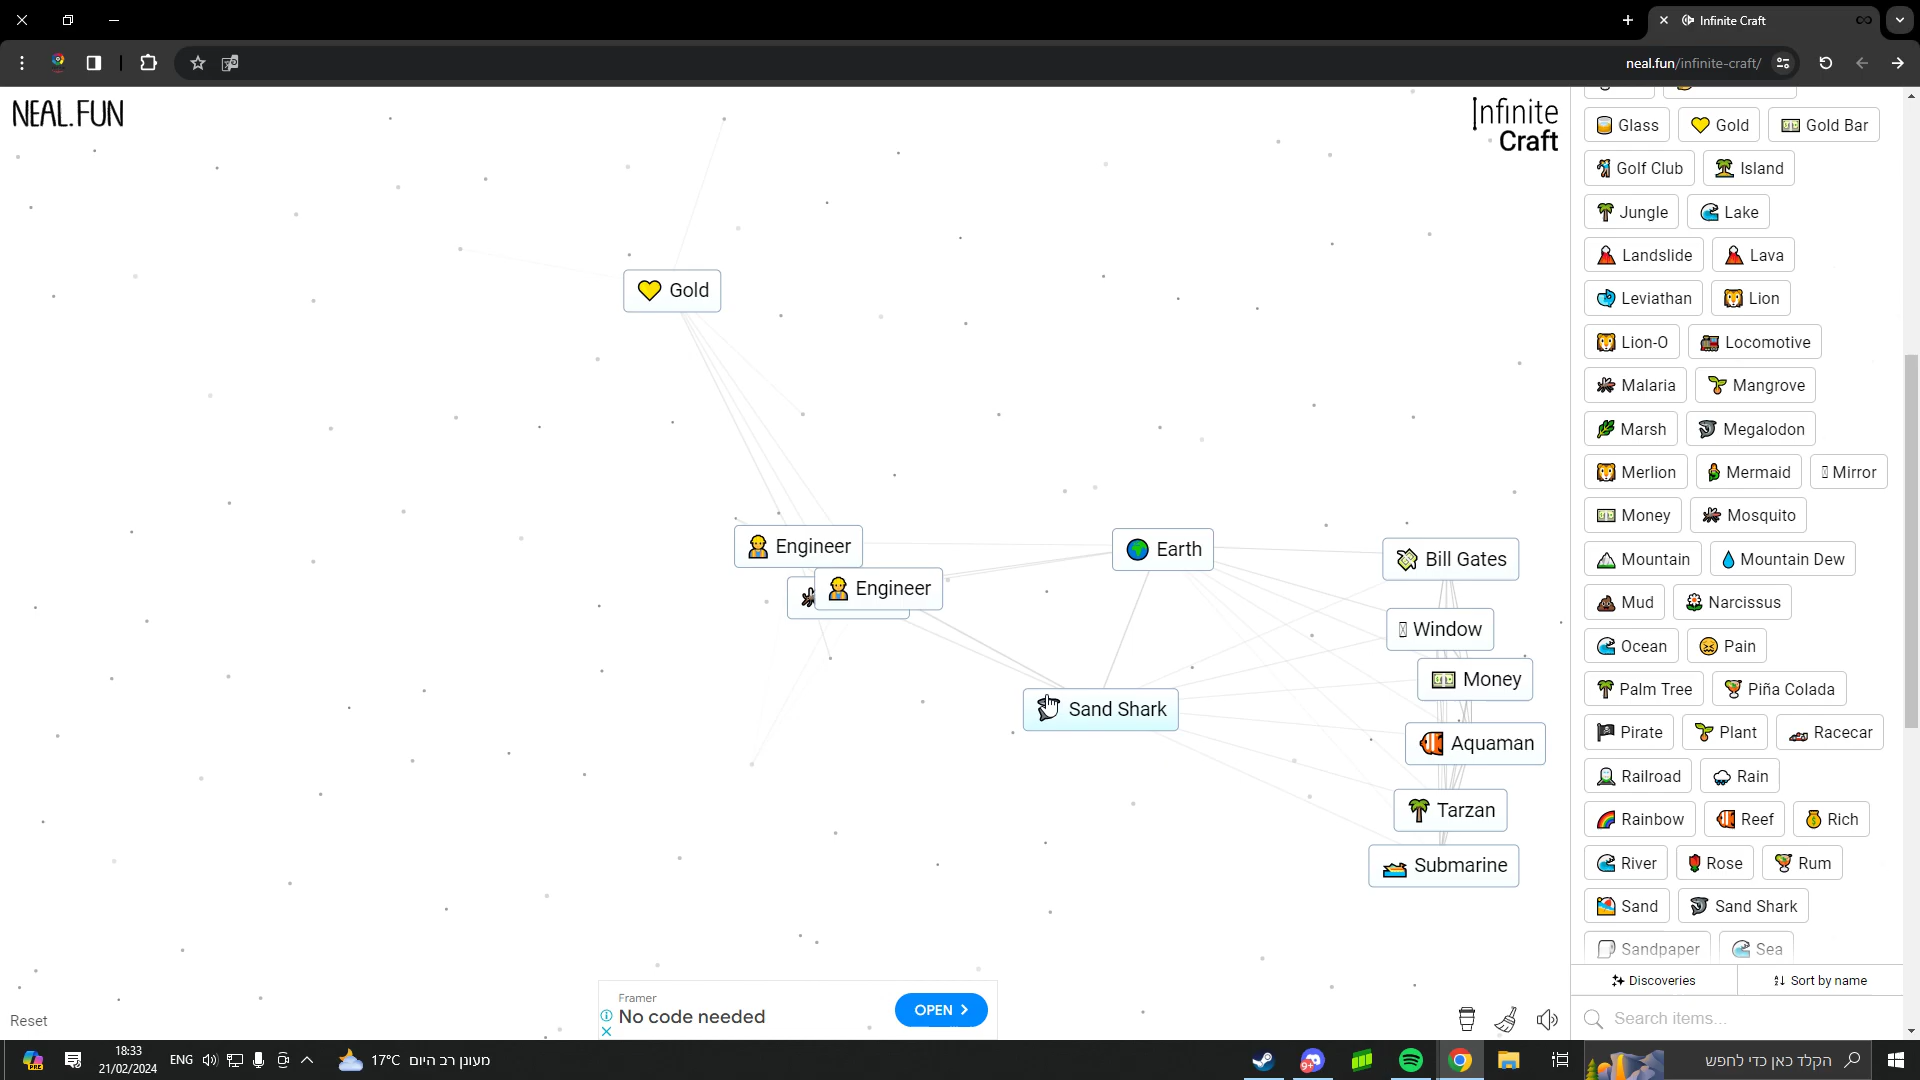 Infinite Craft
neal.fun/infinite-craft/
NEAL.FUN
Infinite
Craft
Gold
Engineer
Engineer
Earth
Sand Shark
Bill Gates
Window
Money
Aquaman
Tarzan
Submarine
Glass Gold Gold Bar
Golf Club Island
Jungle Lake
Landslide Lava
Leviathan Lion
Lion-O Locomotive
Malaria Mangrove
Marsh Megalodon
Merlion Mermaid Mirror
Money Mosquito
Mountain Mountain Dew
Mud Narcissus
Ocean Pain
Palm Tree Piña Colada
Pirate Plant Racecar
Railroad Rain
Rainbow Reef Rich
River Rose Rum
Sand Sand Shark
Sandpaper Sea
Discoveries Sort by name
Search items...
Framer
No code needed
OPEN
Reset
18:33
21/02/2024
ENG
17°C מעונן רב היום
9+
הקלד כאן כדי לחפש
PRE